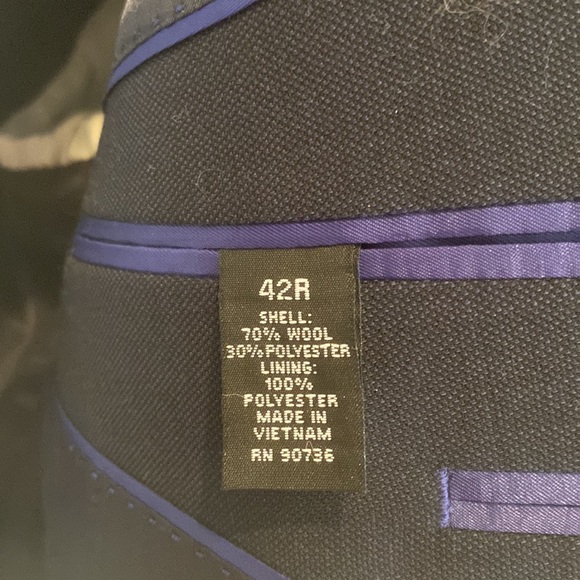 42R
SHELL:
70% WOOL
30%POLYESTER
LINING:
100%
POLYESTER
MADE IN
VIETNAM
RN 90736